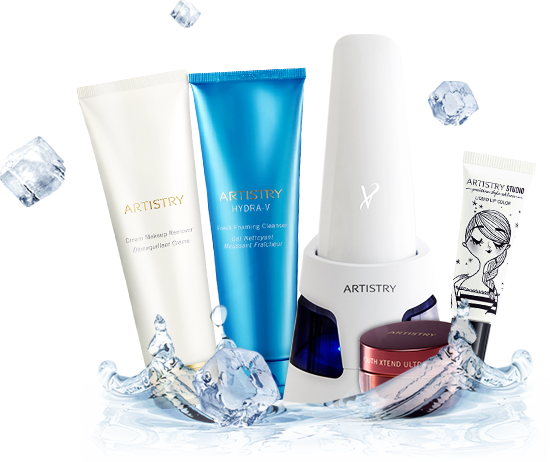 ARTISTRY
Cream Makeup Remover
Démaquillant Crème
ARTISTRY
HYDRA-V
Fresh Foaming Cleanser
Gel Nettoyant
Moussant Fraîcheur
ARTISTRY
ARTISTRY
UTH XTEND ULTR
ARTISTRY STUDIO
LIQUID LIP COLOR